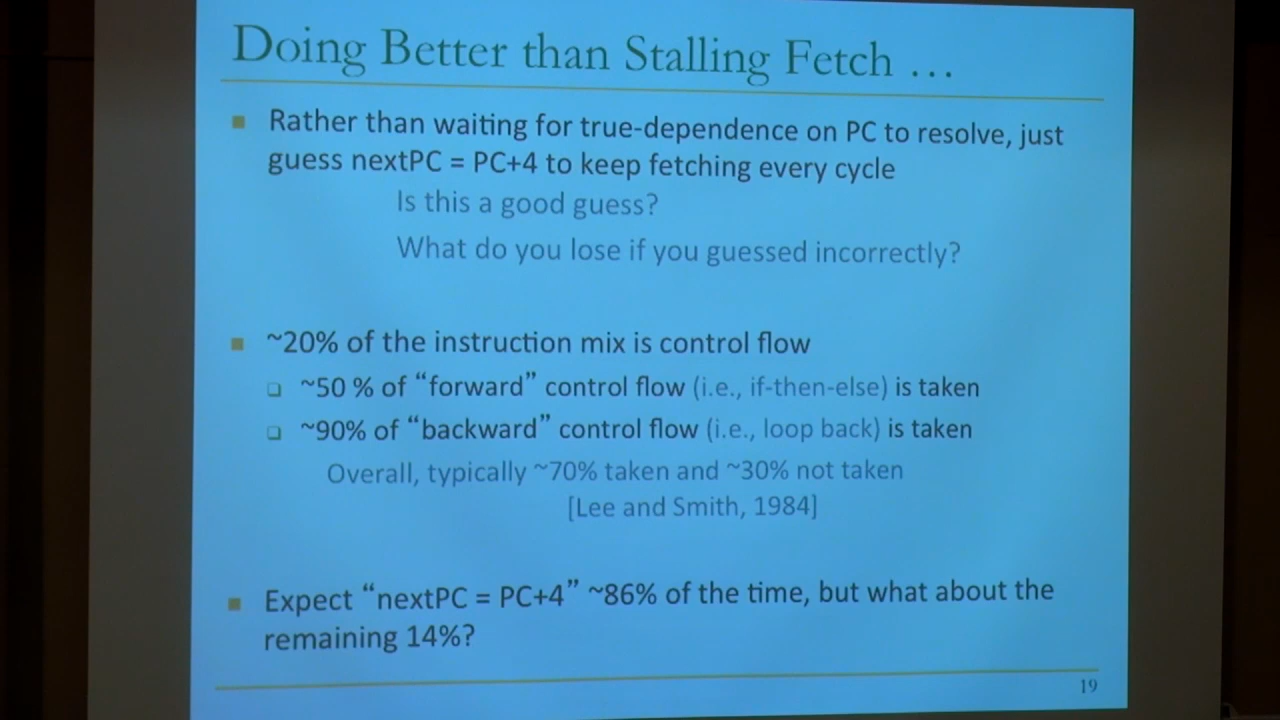 Doing Better than Stalling Fetch …
Rather than waiting for true-dependence on PC to resolve, just
guess nextPC = PC+4 to keep fetching every cycle
Is this a good guess?
What do you lose if you guessed incorrectly?
~20% of the instruction mix is control flow
~50 % of “forward” control flow (i.e., if-then-else) is taken
~90% of “backward” control flow (i.e., loop back) is taken
Overall, typically ~70% taken and ~30% not taken
[Lee and Smith, 1984]
Expect “nextPC = PC+4” ~86% of the time, but what about the
remaining 14%?
19